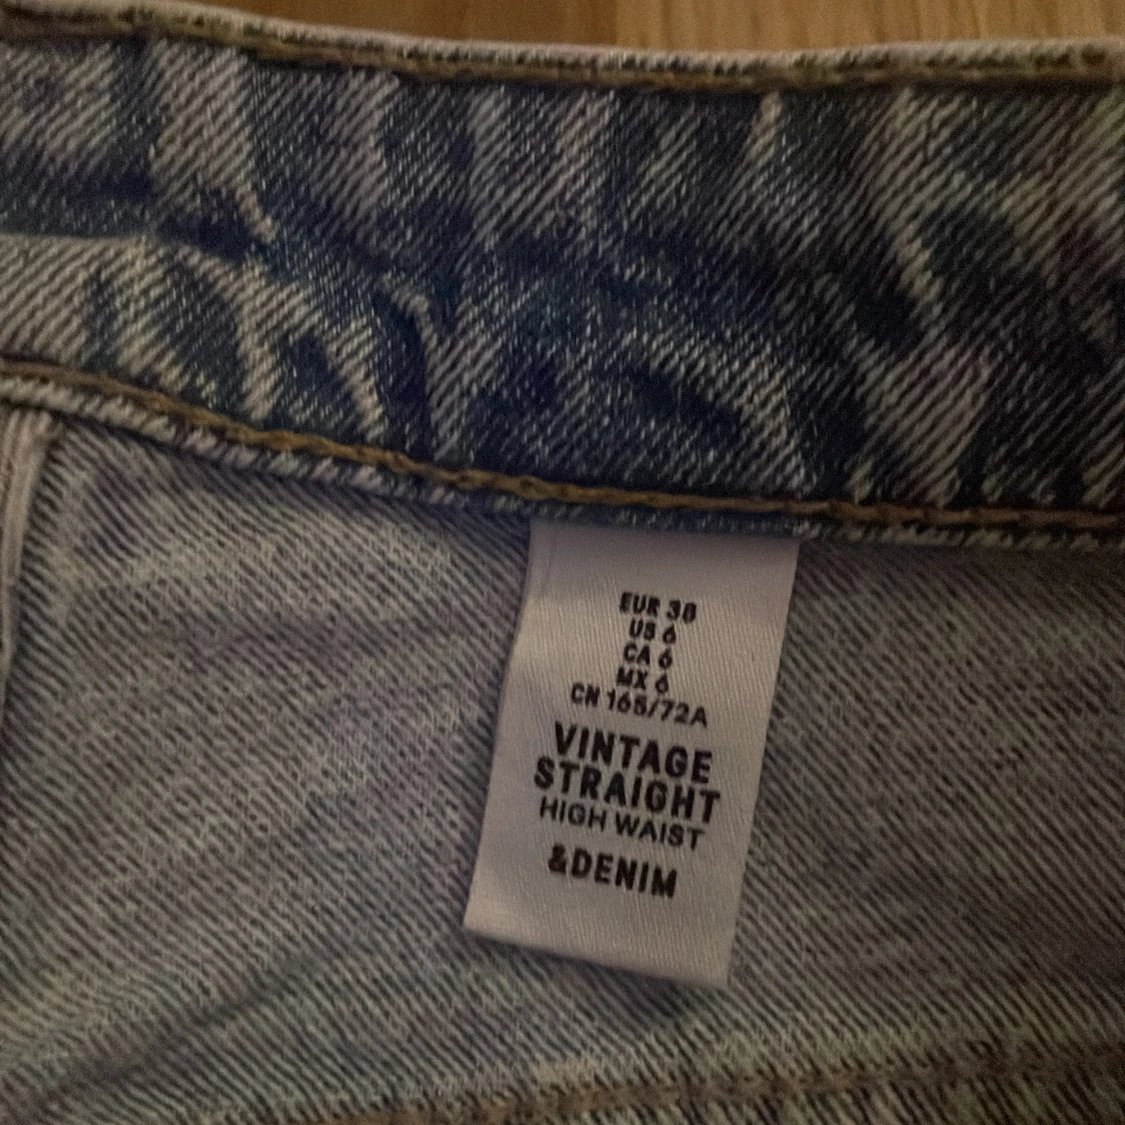 EUR 38
US 6
CA 6
MX 6
CN 165/72A
VINTAGE
STRAIGHT
HIGH WAIST
&DENIM